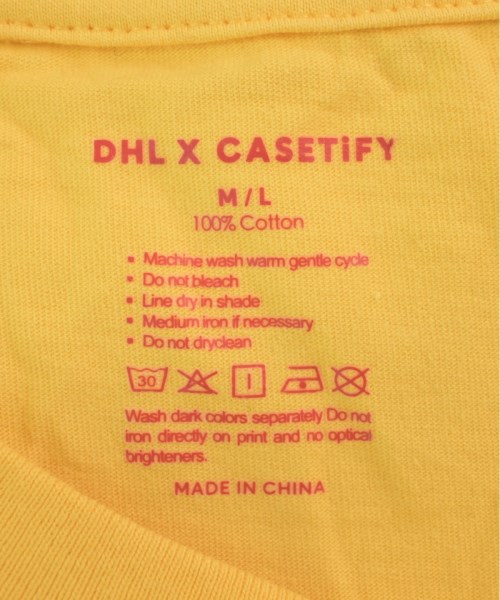 DHL X CASETiFY
M / L
100% Cotton
▪ Machine wash warm gentle cycle
▪ Do not bleach
▪ Line dry in shade
▪ Medium iron if necessary
▪ Do not dryclean
30
Wash dark colors separately Do not
iron directly on print and no optical
brighteners.
MADE IN CHINA